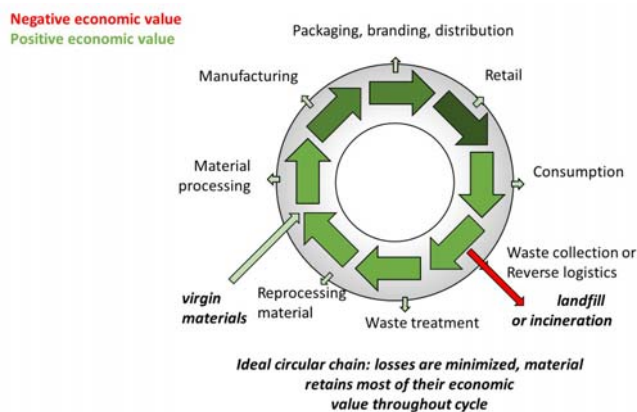 Negative economic value
Positive economic value
Packaging, branding, distribution
Manufacturing
Retail
Material
processing
Consumption
Waste collection or
Reverse logistics
virgin
materials
Reprocessing
material
Waste treatment
landfill
or incineration
Ideal circular chain: losses are minimized, material
retains most of their economic
value throughout cycle